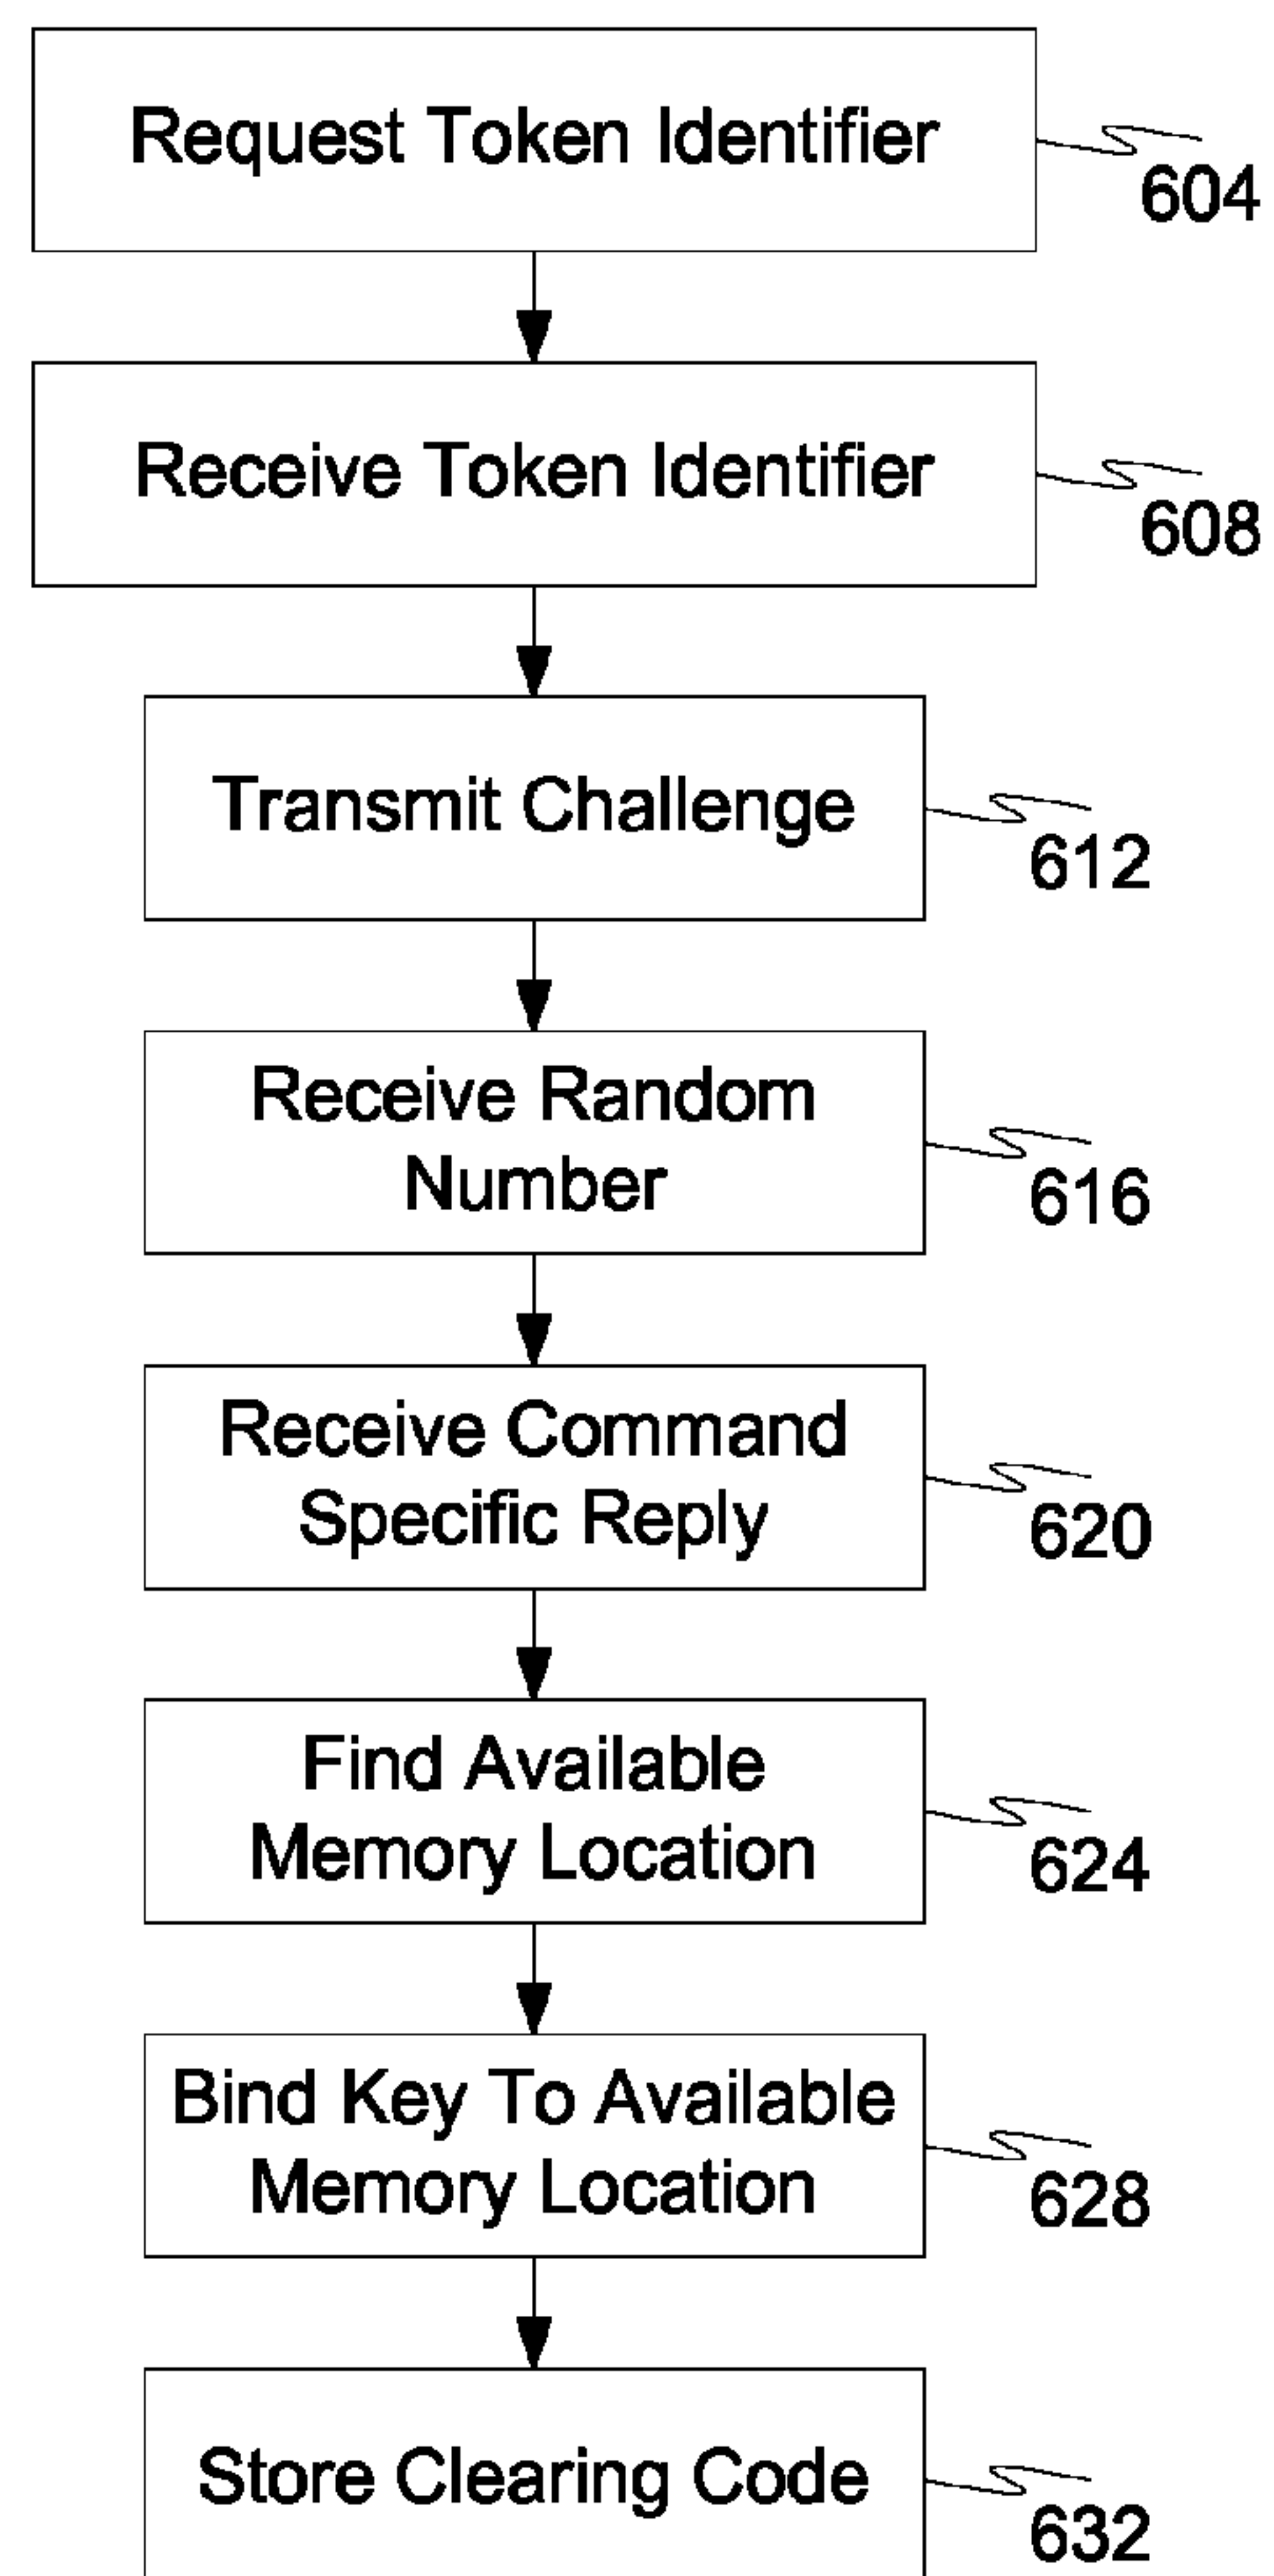 Request Token Identifier
604
Receive Token Identifier
608
Transmit Challenge
612
Receive Random
Number
616
Receive Command
Specific Reply
620
Find Available
Memory Location
624
Bind Key To Available
Memory Location
628
Store Clearing Code
632